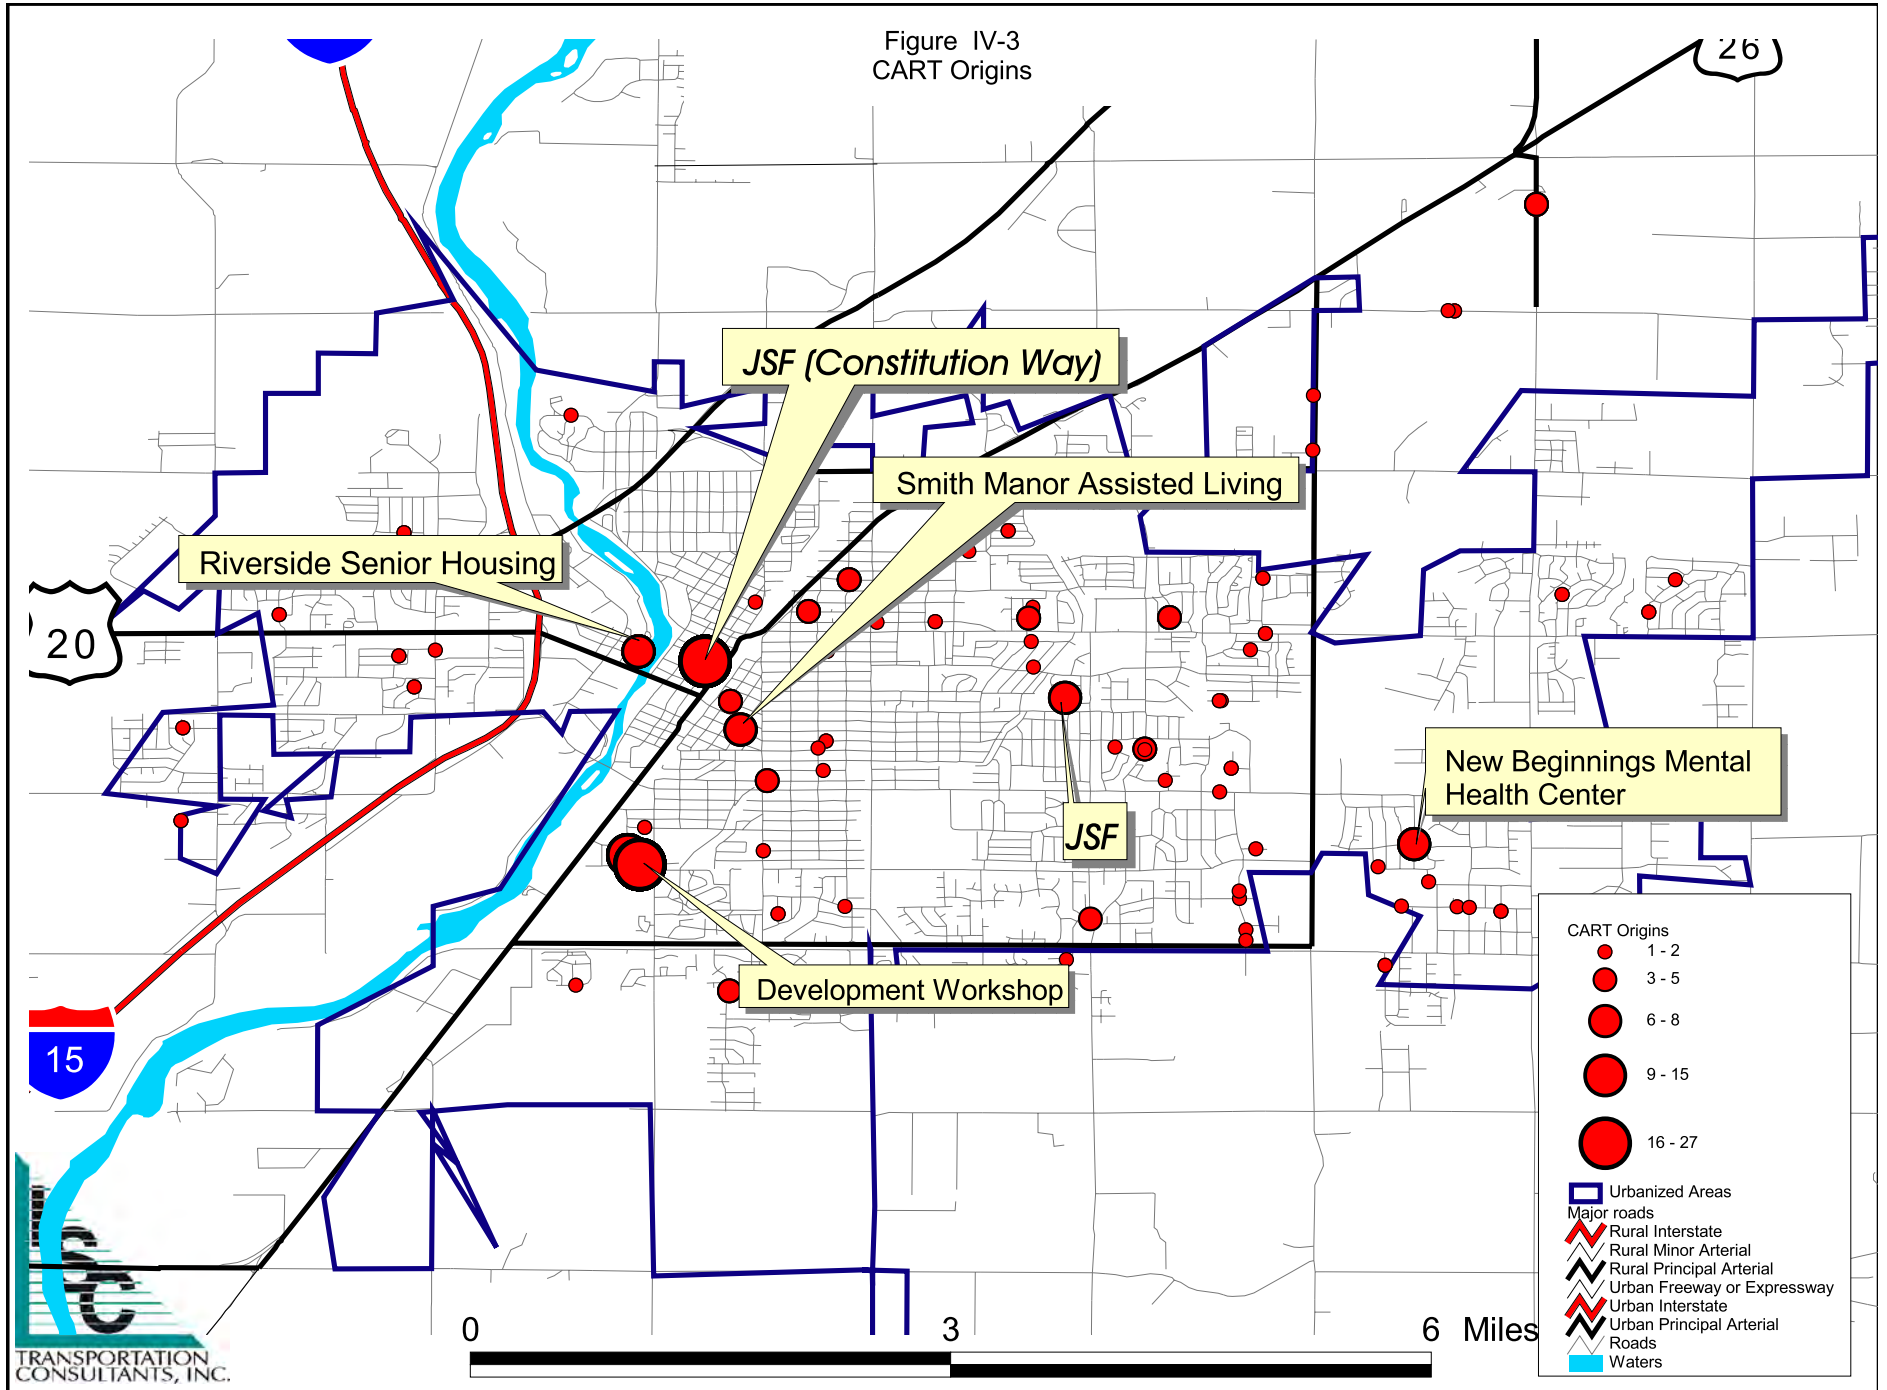 Figure IV-3
CART Origins
26
JSF (Constitution Way)
Smith Manor Assisted Living
Riverside Senior Housing
20
New Beginnings Mental
Health Center
JSF
Development Workshop
15
CART Origins
1 - 2
3 - 5
6 - 8
9 - 15
16 - 27
Urbanized Areas
Major roads
Rural Interstate
Rural Minor Arterial
Rural Principal Arterial
Urban Freeway or Expressway
Urban Interstate
Urban Principal Arterial
Roads
Waters
0 3 6 Miles
LSC
TRANSPORTATION
CONSULTANTS, INC.